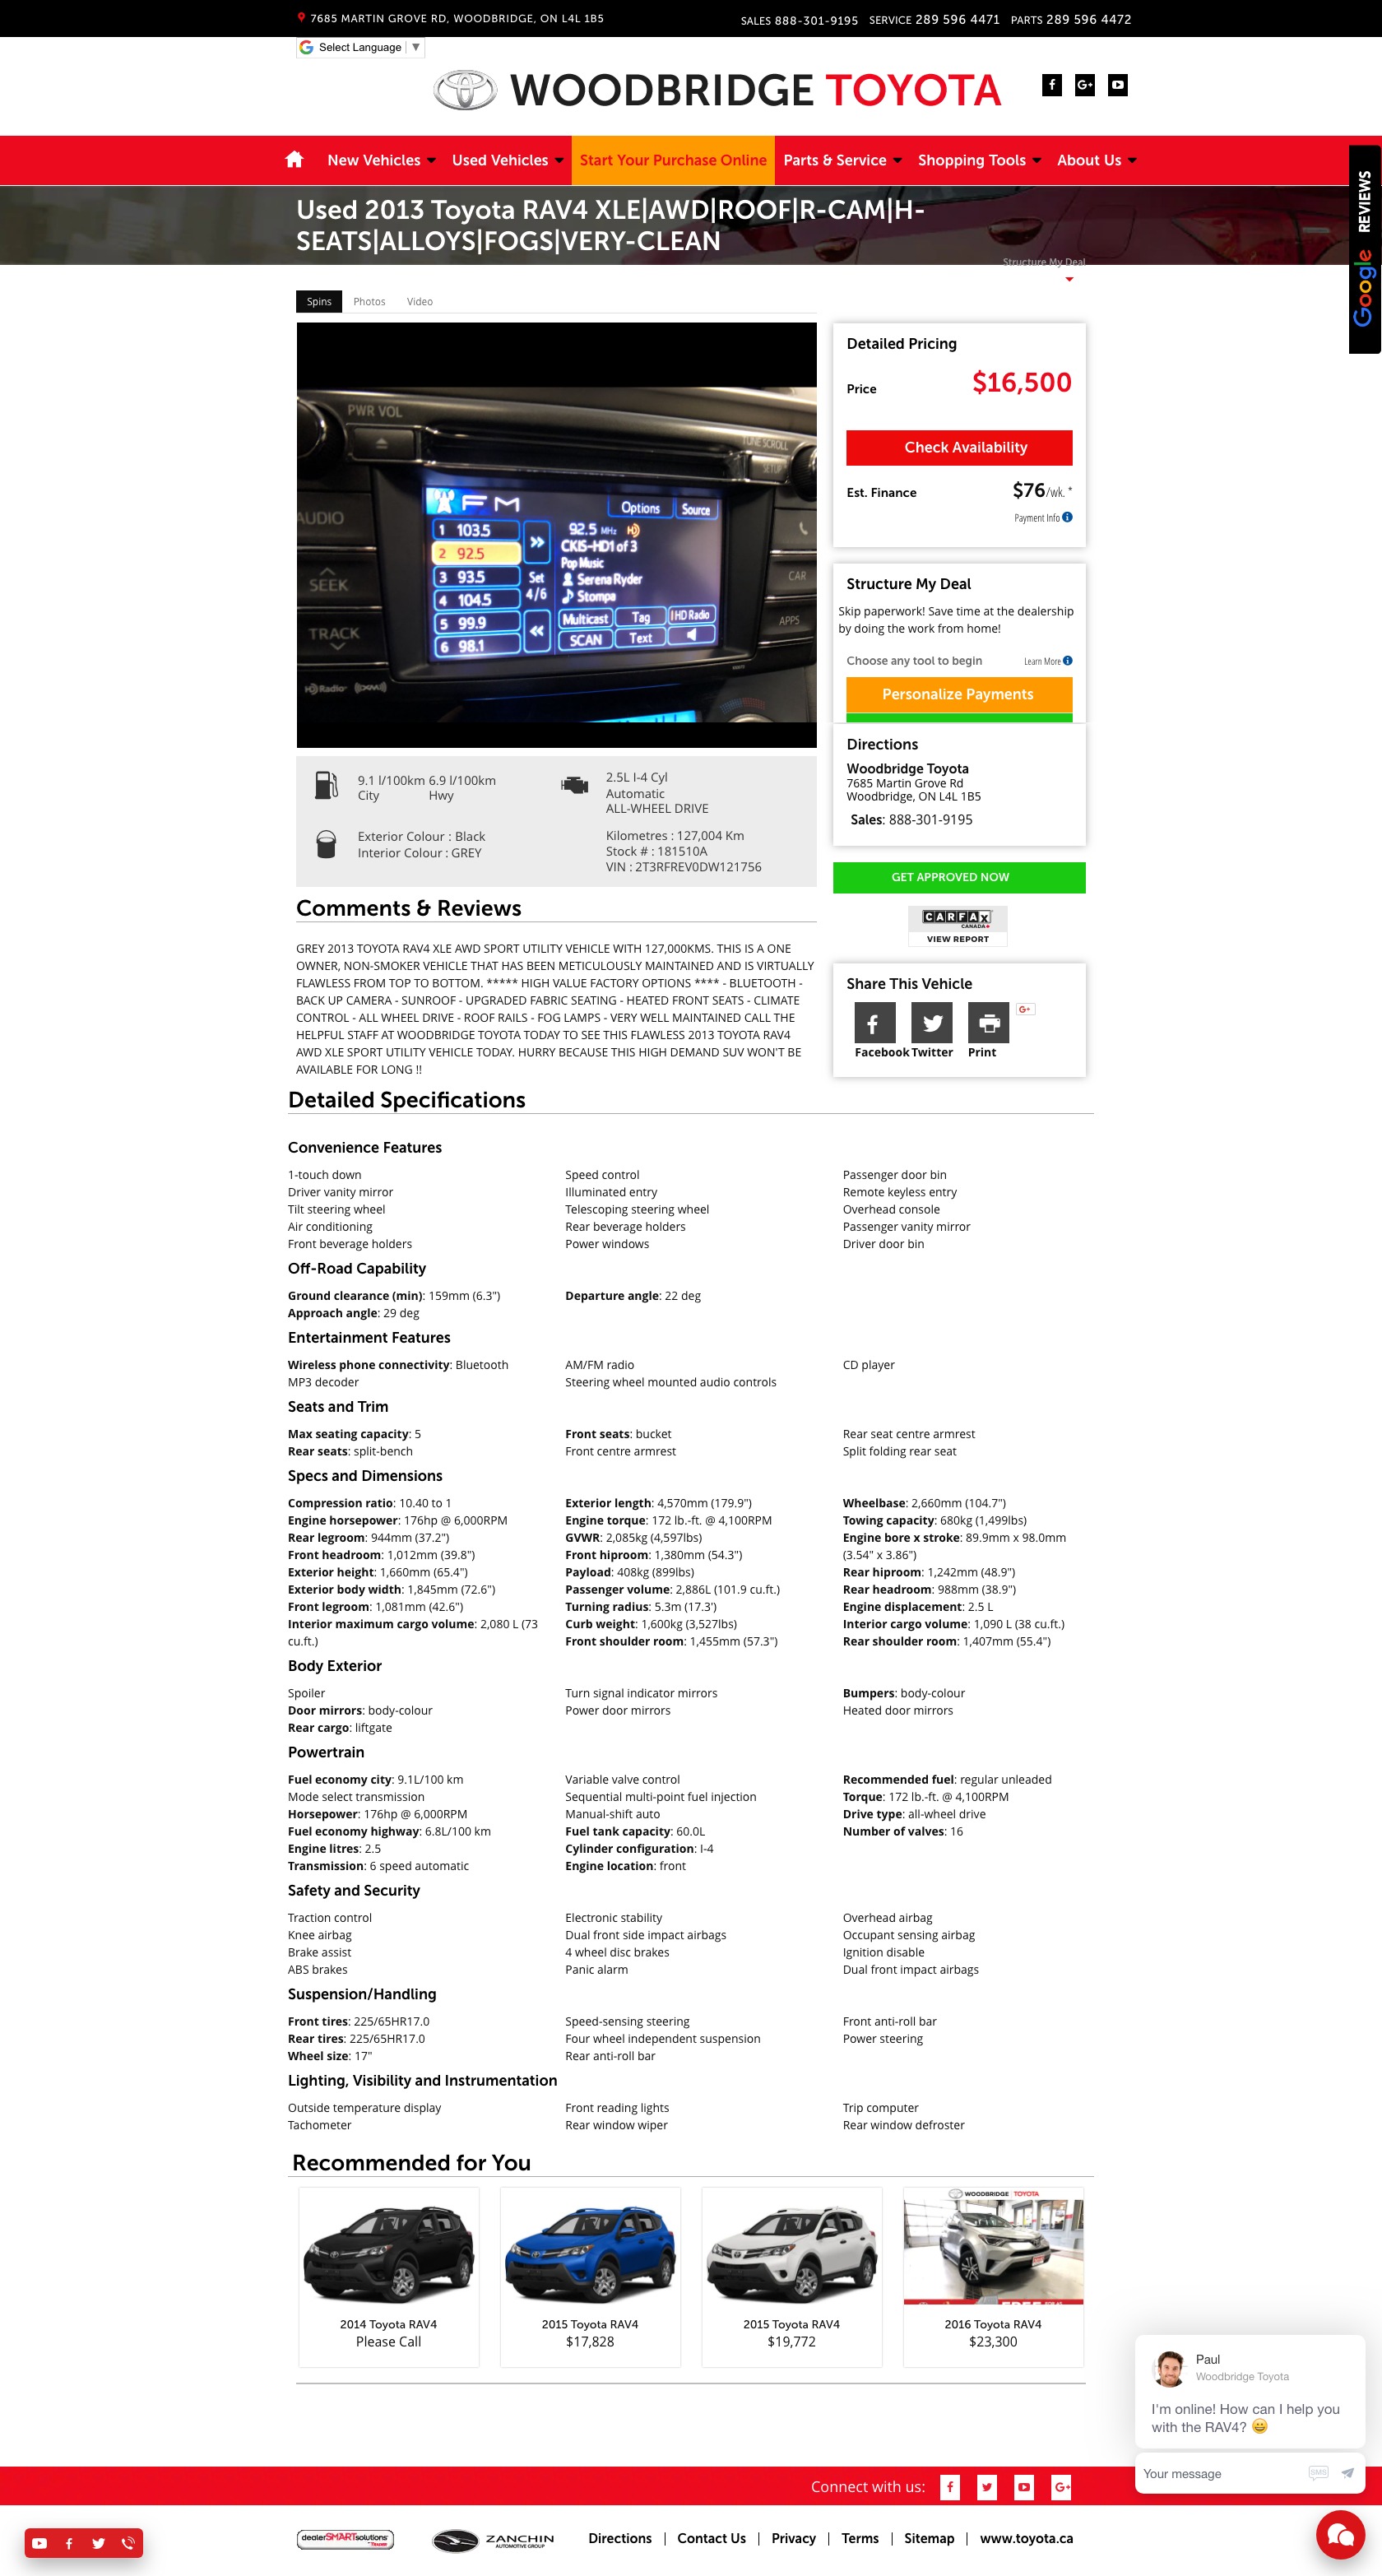 7685 MARTIN GROVE RD, WOODBRIDGE, ON L4L 1B5
SALES 888-301-9195 SERVICE 289 596 4471 PARTS 289 596 4472
Select Language
WOODBRIDGE TOYOTA
New Vehicles Used Vehicles Start Your Purchase Online Parts & Service Shopping Tools About Us
Google REVIEWS
Used 2013 Toyota RAV4 XLE|AWD|ROOF|R-CAM|H-
SEATS|ALLOYS|FOGS|VERY-CLEAN
Structure My Deal
Spins Photos Video
PWR VOL
TUNE SCROLL
SETUP
AUDIO
SEEK
TRACK
HD Radio
CAR
APPS
FM
Options Source
1 103.5
2 92.5
3 93.5
4 104.5
5 99.9
6 98.1
Set
4/6
92.5 MHz
CKIS-HD1 of 3
Pop Music
Serena Ryder
Stompa
Multicast Tag HD Radio
SCAN Text
Detailed Pricing
Price $16,500
Check Availability
Est. Finance $76/wk. *
Payment Info
Structure My Deal
Skip paperwork! Save time at the dealership
by doing the work from home!
Choose any tool to begin Learn More
Personalize Payments
Directions
Woodbridge Toyota
7685 Martin Grove Rd
Woodbridge, ON L4L 1B5
Sales: 888-301-9195
GET APPROVED NOW
CARFAX
CANADA
VIEW REPORT
Share This Vehicle
G+
Facebook Twitter Print
9.1 l/100km 6.9 l/100km
City Hwy
2.5L I-4 Cyl
Automatic
ALL-WHEEL DRIVE
Exterior Colour : Black
Interior Colour : GREY
Kilometres : 127,004 Km
Stock # : 181510A
VIN : 2T3RFREV0DW121756
Comments & Reviews
GREY 2013 TOYOTA RAV4 XLE AWD SPORT UTILITY VEHICLE WITH 127,000KMS. THIS IS A ONE
OWNER, NON-SMOKER VEHICLE THAT HAS BEEN METICULOUSLY MAINTAINED AND IS VIRTUALLY
FLAWLESS FROM TOP TO BOTTOM. ***** HIGH VALUE FACTORY OPTIONS **** - BLUETOOTH -
BACK UP CAMERA - SUNROOF - UPGRADED FABRIC SEATING - HEATED FRONT SEATS - CLIMATE
CONTROL - ALL WHEEL DRIVE - ROOF RAILS - FOG LAMPS - VERY WELL MAINTAINED CALL THE
HELPFUL STAFF AT WOODBRIDGE TOYOTA TODAY TO SEE THIS FLAWLESS 2013 TOYOTA RAV4
AWD XLE SPORT UTILITY VEHICLE TODAY. HURRY BECAUSE THIS HIGH DEMAND SUV WON'T BE
AVAILABLE FOR LONG !!
Detailed Specifications
Convenience Features
1-touch down Speed control Passenger door bin
Driver vanity mirror Illuminated entry Remote keyless entry
Tilt steering wheel Telescoping steering wheel Overhead console
Air conditioning Rear beverage holders Passenger vanity mirror
Front beverage holders Power windows Driver door bin
Off-Road Capability
Ground clearance (min): 159mm (6.3") Departure angle: 22 deg
Approach angle: 29 deg
Entertainment Features
Wireless phone connectivity: Bluetooth AM/FM radio CD player
MP3 decoder Steering wheel mounted audio controls
Seats and Trim
Max seating capacity: 5 Front seats: bucket Rear seat centre armrest
Rear seats: split-bench Front centre armrest Split folding rear seat
Specs and Dimensions
Compression ratio: 10.40 to 1 Exterior length: 4,570mm (179.9") Wheelbase: 2,660mm (104.7")
Engine horsepower: 176hp @ 6,000RPM Engine torque: 172 lb.-ft. @ 4,100RPM Towing capacity: 680kg (1,499lbs)
Rear legroom: 944mm (37.2") GVWR: 2,085kg (4,597lbs) Engine bore x stroke: 89.9mm x 98.0mm
Front headroom: 1,012mm (39.8") Front hiproom: 1,380mm (54.3") (3.54" x 3.86")
Exterior height: 1,660mm (65.4") Payload: 408kg (899lbs) Rear hiproom: 1,242mm (48.9")
Exterior body width: 1,845mm (72.6") Passenger volume: 2,886L (101.9 cu.ft.) Rear headroom: 988mm (38.9")
Front legroom: 1,081mm (42.6") Turning radius: 5.3m (17.3') Engine displacement: 2.5 L
Interior maximum cargo volume: 2,080 L (73 Curb weight: 1,600kg (3,527lbs) Interior cargo volume: 1,090 L (38 cu.ft.)
cu.ft.) Front shoulder room: 1,455mm (57.3") Rear shoulder room: 1,407mm (55.4")
Body Exterior
Spoiler Turn signal indicator mirrors Bumpers: body-colour
Door mirrors: body-colour Power door mirrors Heated door mirrors
Rear cargo: liftgate
Powertrain
Fuel economy city: 9.1L/100 km Variable valve control Recommended fuel: regular unleaded
Mode select transmission Sequential multi-point fuel injection Torque: 172 lb.-ft. @ 4,100RPM
Horsepower: 176hp @ 6,000RPM Manual-shift auto Drive type: all-wheel drive
Fuel economy highway: 6.8L/100 km Fuel tank capacity: 60.0L Number of valves: 16
Engine litres: 2.5 Cylinder configuration: I-4
Transmission: 6 speed automatic Engine location: front
Safety and Security
Traction control Electronic stability Overhead airbag
Knee airbag Dual front side impact airbags Occupant sensing airbag
Brake assist 4 wheel disc brakes Ignition disable
ABS brakes Panic alarm Dual front impact airbags
Suspension/Handling
Front tires: 225/65HR17.0 Speed-sensing steering Front anti-roll bar
Rear tires: 225/65HR17.0 Four wheel independent suspension Power steering
Wheel size: 17" Rear anti-roll bar
Lighting, Visibility and Instrumentation
Outside temperature display Front reading lights Trip computer
Tachometer Rear window wiper Rear window defroster
Recommended for You
WOODBRIDGE TOYOTA
2014 Toyota RAV4 2015 Toyota RAV4 2015 Toyota RAV4 2016 Toyota RAV4
Please Call $17,828 $19,772 $23,300
Paul
Woodbridge Toyota
I'm online! How can I help you
with the RAV4?
Your message SMS
Connect with us:
dealerSMARTsolutions
ZANCHIN
AUTOMOTIVE GROUP
Directions | Contact Us | Privacy | Terms | Sitemap | www.toyota.ca